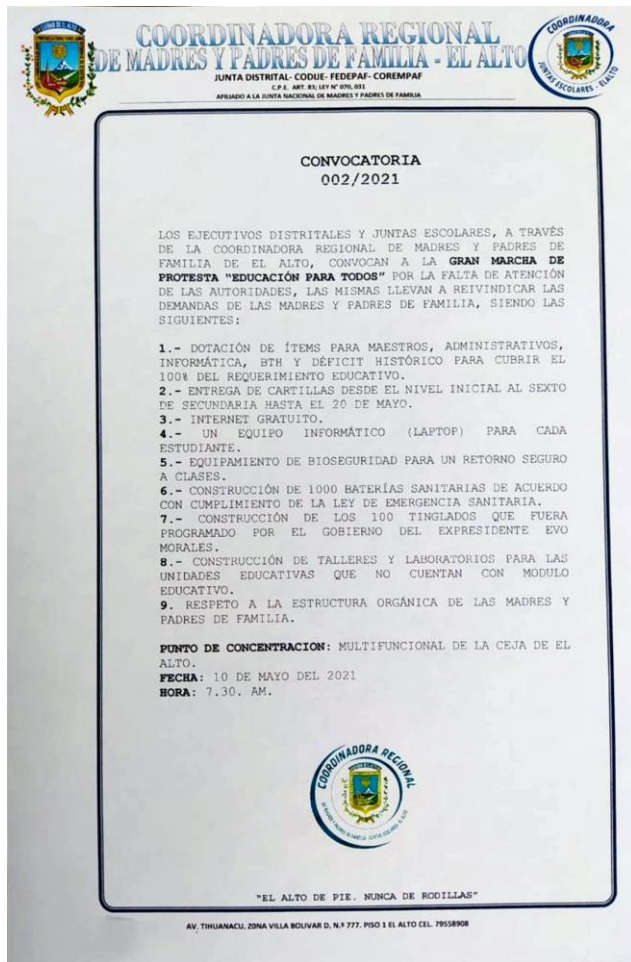 COORDINADORA REGIONAL
DE MADRES Y PADRES DE FAMILIA - EL ALTO
JUNTA DISTRITAL- CODUE- FEDEPAF- COREMPAF
C.P.E. ART. 83; LEY N° 070, 031
AFILIADO A LA JUNTA NACIONAL DE MADRES Y PADRES DE FAMILIA
COORDINADORA
JUNTAS ESCOLARES - EL ALTO
CONVOCATORIA
002/2021
LOS EJECUTIVOS DISTRITALES Y JUNTAS ESCOLARES, A TRAVÉS
DE LA COORDINADORA REGIONAL DE MADRES Y PADRES DE
FAMILIA DE EL ALTO, CONVOCAN A LA GRAN MARCHA DE
PROTESTA "EDUCACIÓN PARA TODOS" POR LA FALTA DE ATENCIÓN
DE LAS AUTORIDADES, LAS MISMAS LLEVAN A REIVINDICAR LAS
DEMANDAS DE LAS MADRES Y PADRES DE FAMILIA, SIENDO LAS
SIGUIENTES:
1.- DOTACIÓN DE ÍTEMS PARA MAESTROS, ADMINISTRATIVOS,
INFORMÁTICA, BTH Y DÉFICIT HISTÓRICO PARA CUBRIR EL
100% DEL REQUERIMIENTO EDUCATIVO.
2.- ENTREGA DE CARTILLAS DESDE EL NIVEL INICIAL AL SEXTO
DE SECUNDARIA HASTA EL 20 DE MAYO.
3.- INTERNET GRATUITO.
4.- UN EQUIPO INFORMÁTICO (LAPTOP) PARA CADA
ESTUDIANTE.
5.- EQUIPAMIENTO DE BIOSEGURIDAD PARA UN RETORNO SEGURO
A CLASES.
6.- CONSTRUCCIÓN DE 1000 BATERÍAS SANITARIAS DE ACUERDO
CON CUMPLIMIENTO DE LA LEY DE EMERGENCIA SANITARIA.
7.- CONSTRUCCIÓN DE LOS 100 TINGLADOS QUE FUERA
PROGRAMADO POR EL GOBIERNO DEL EXPRESIDENTE EVO
MORALES.
8.- CONSTRUCCIÓN DE TALLERES Y LABORATORIOS PARA LAS
UNIDADES EDUCATIVAS QUE NO CUENTAN CON MODULO
EDUCATIVO.
9. RESPETO A LA ESTRUCTURA ORGÁNICA DE LAS MADRES Y
PADRES DE FAMILIA.
PUNTO DE CONCENTRACION: MULTIFUNCIONAL DE LA CEJA DE EL
ALTO.
FECHA: 10 DE MAYO DEL 2021
HORA: 7.30. AM.
COORDINADORA REGIONAL
"EL ALTO DE PIE. NUNCA DE RODILLAS"
AV. TIHUANACU, ZONA VILLA BOLIVAR D, N.º 777. PISO 1 EL ALTO CEL. 79558908